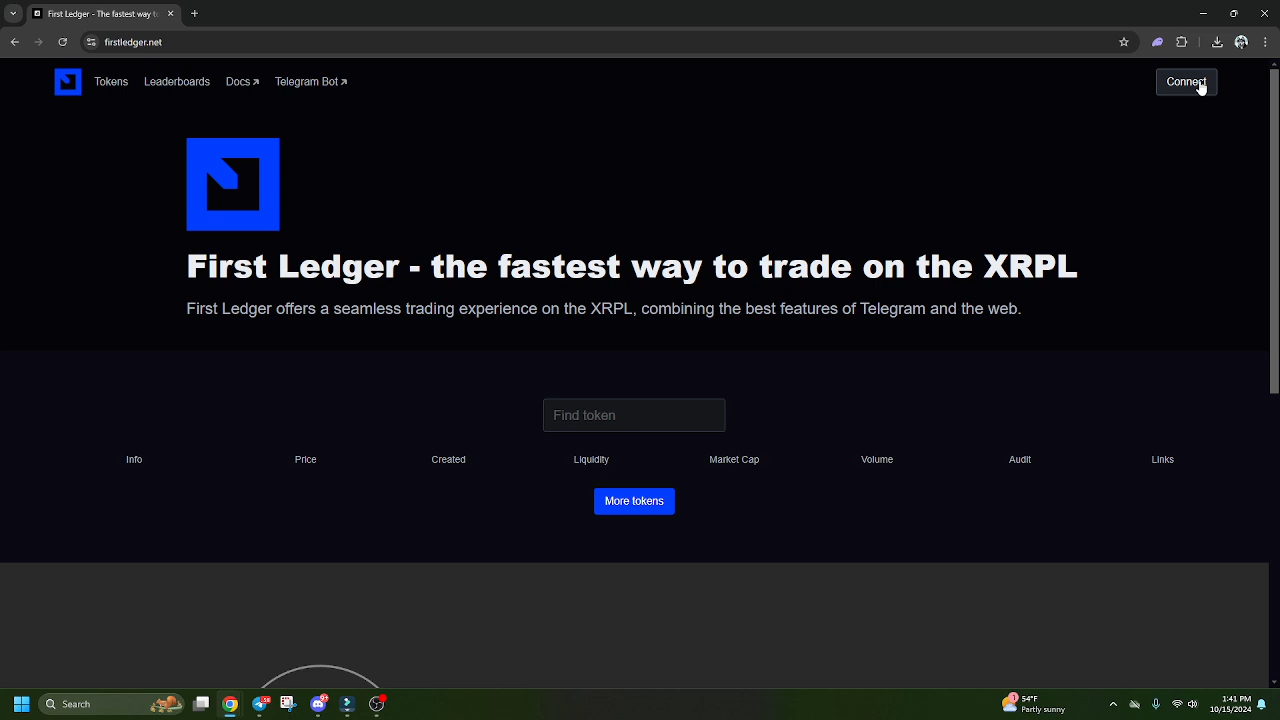 First Ledger - The fastest way to
firstledger.net
Tokens Leaderboards Docs Telegram Bot Connect
First Ledger - the fastest way to trade on the XRPL
First Ledger offers a seamless trading experience on the XRPL, combining the best features of Telegram and the web.
Find token
Info Price Created Liquidity Market Cap Volume Audit Links
More tokens
Search 9+ 1 54°F Partly sunny 1:41 PM 10/15/2024